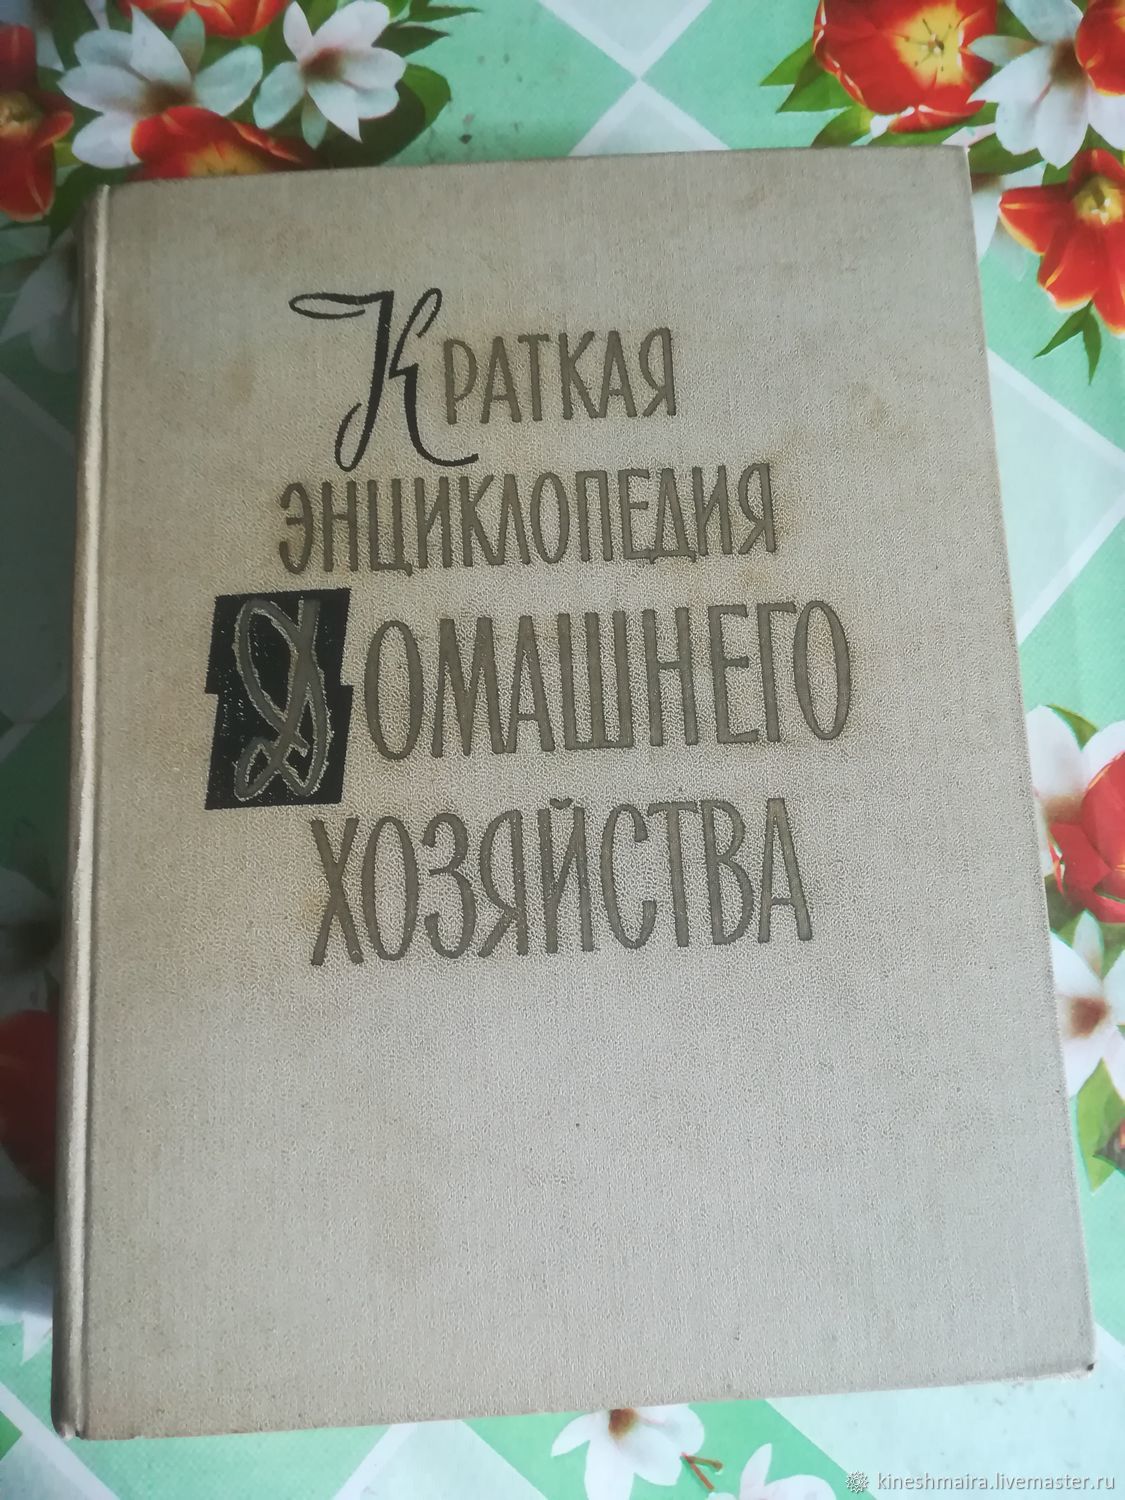 Краткая
энциклопедия
Домашнего
хозяйства
kineshmaira.livemaster.ru